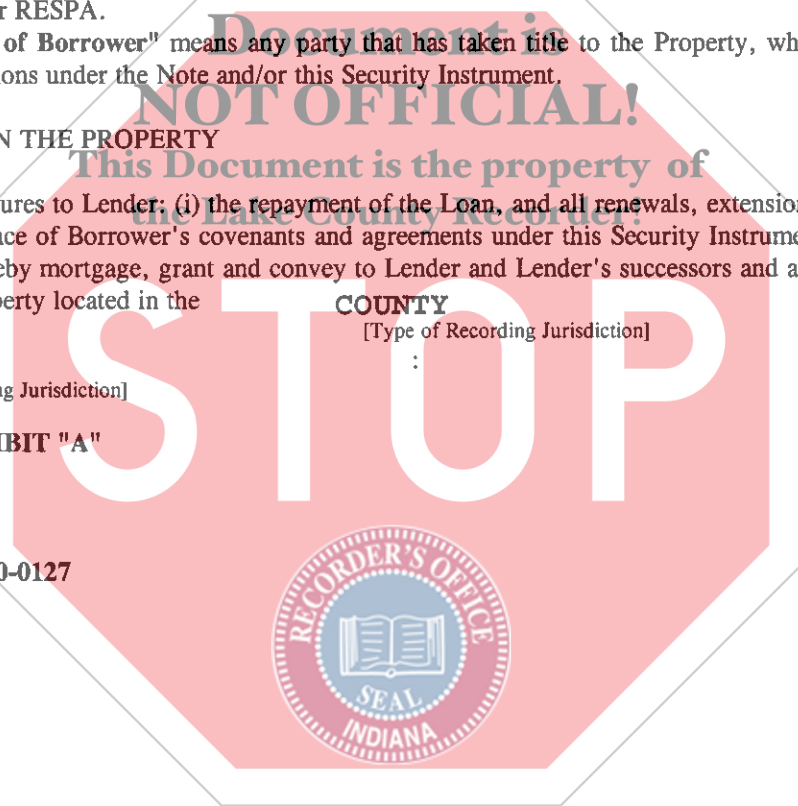 r RESPA.
Document is
of Borrower" means any party that has taken title to the Property, wh
ions under the Note and/or this Security Instrument.
NOT OFFICIAL!
N THE PROPERTY
This Document is the property of
ures to Lender: (i) the repayment of the Loan, and all renewals, extension
the Lake County Recorder!
ce of Borrower's covenants and agreements under this Security Instrume
eby mortgage, grant and convey to Lender and Lender's successors and a
perty located in the COUNTY
[Type of Recording Jurisdiction]
:
ng Jurisdiction]
IBIT "A"
STOP
0-0127
RECORDER'S OFFICE
SEAL
INDIANA